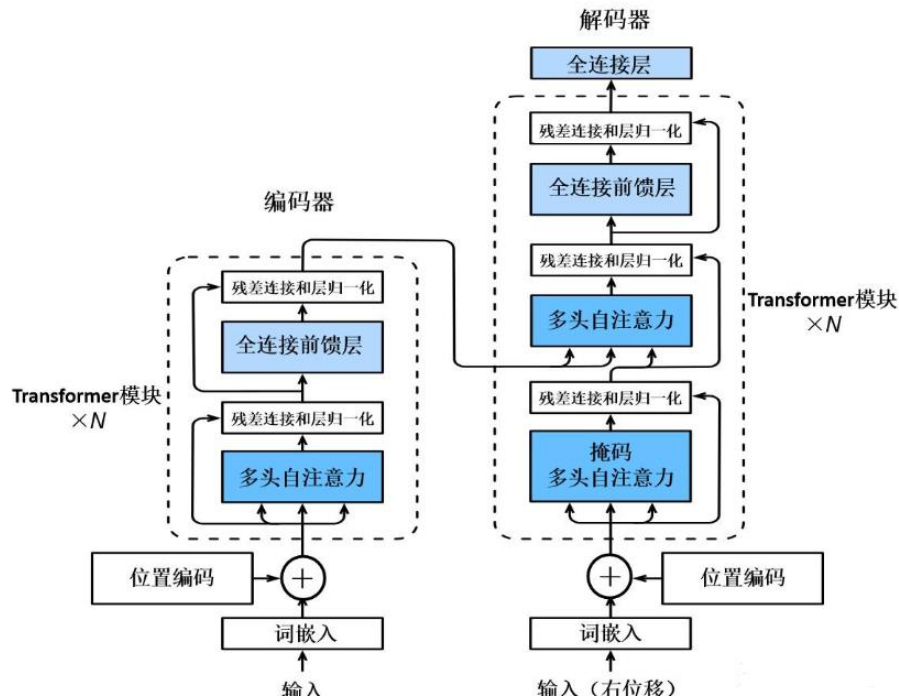 解码器
全连接层
残差连接和层归一化
全连接前馈层
残差连接和层归一化
多头自注意力
Transformer模块
×N
残差连接和层归一化
掩码
多头自注意力
位置编码
词嵌入
输入（右位移）
编码器
残差连接和层归一化
全连接前馈层
Transformer模块
×N
残差连接和层归一化
多头自注意力
位置编码
词嵌入
输入